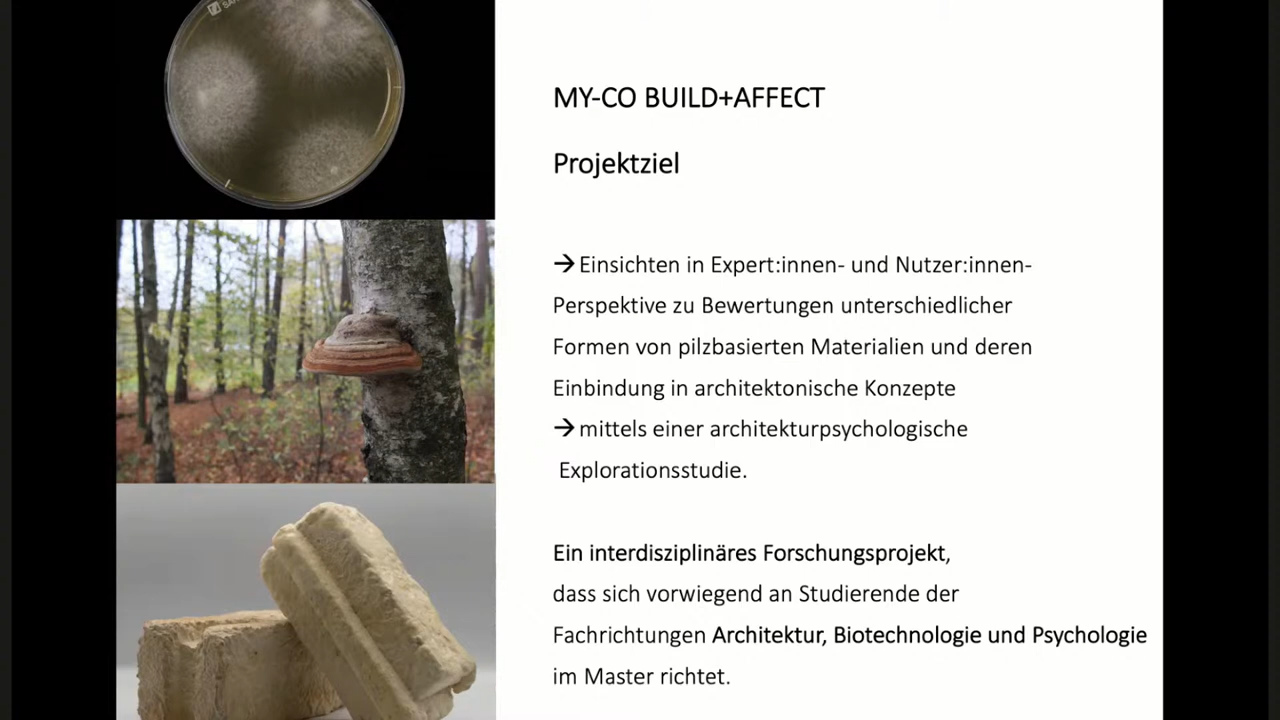 MY-CO BUILD+AFFECT
Projektziel
→ Einsichten in Expert:innen- und Nutzer:innen-
Perspektive zu Bewertungen unterschiedlicher
Formen von pilzbasierten Materialien und deren
Einbindung in architektonische Konzepte
→ mittels einer architekturpsychologische
Explorationsstudie.
Ein interdisziplinäres Forschungsprojekt,
dass sich vorwiegend an Studierende der
Fachrichtungen Architektur, Biotechnologie und Psychologie
im Master richtet.